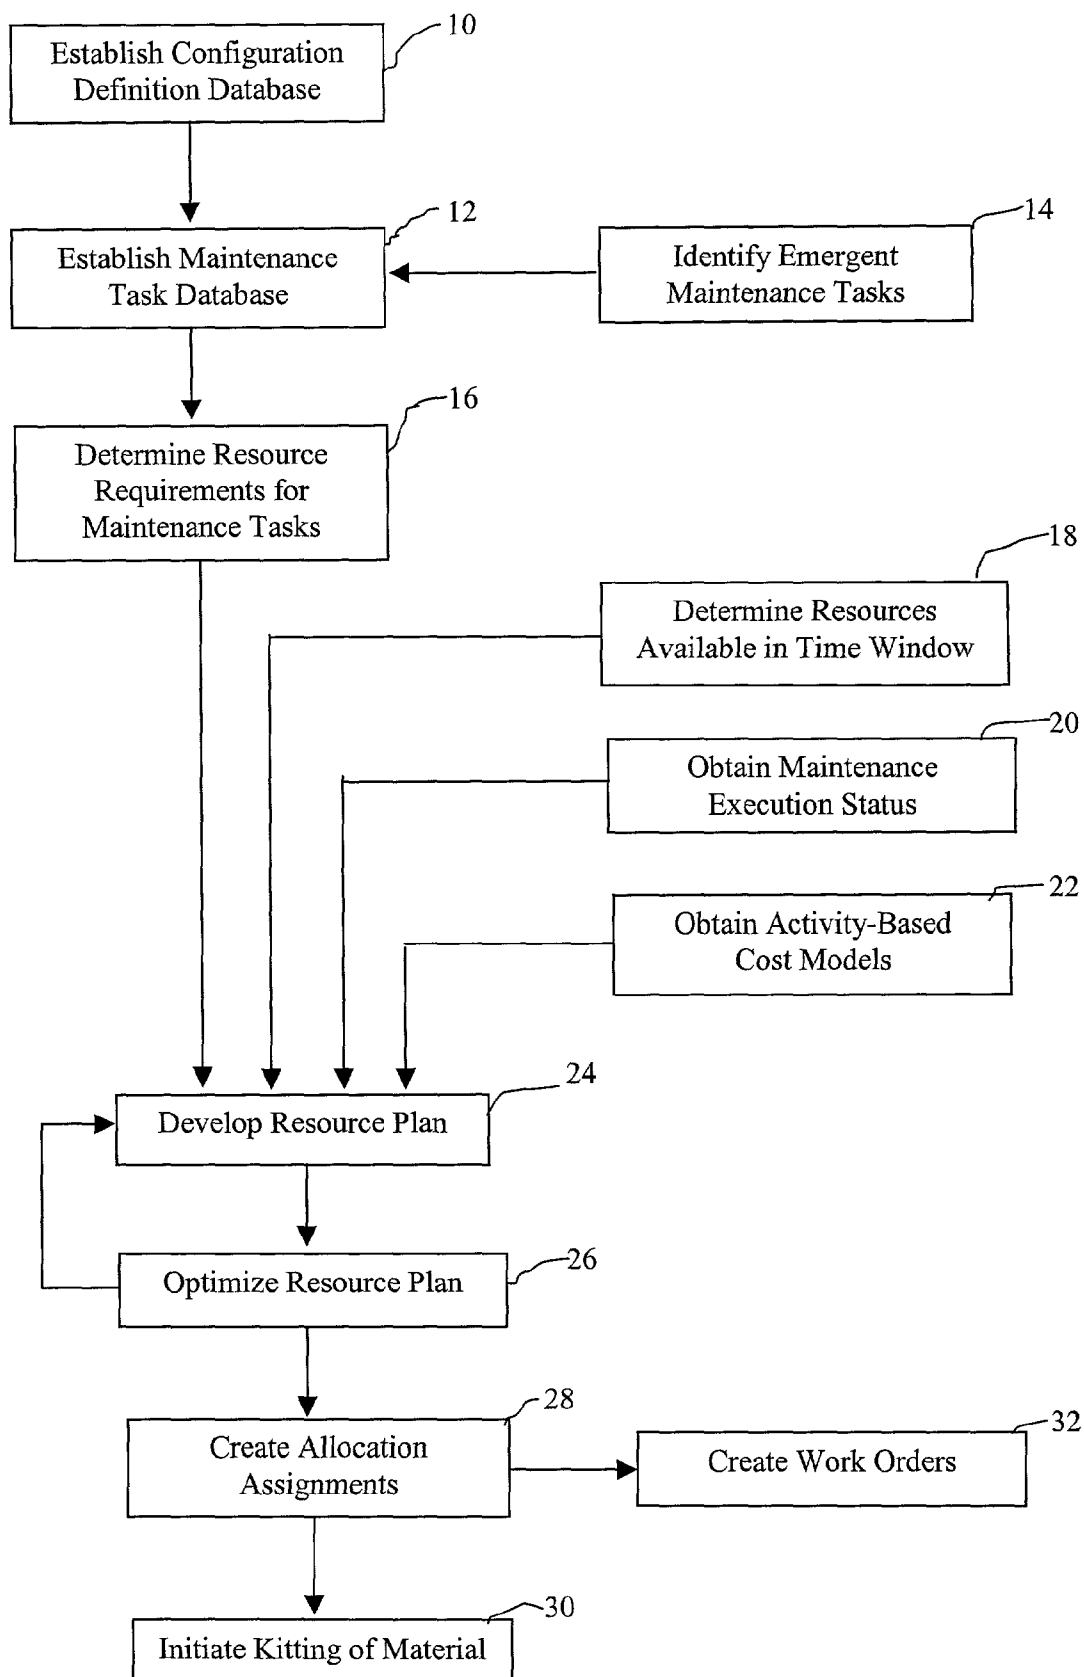 10
Establish Configuration
Definition Database
12
Establish Maintenance
Task Database
14
Identify Emergent
Maintenance Tasks
16
Determine Resource
Requirements for
Maintenance Tasks
18
Determine Resources
Available in Time Window
20
Obtain Maintenance
Execution Status
22
Obtain Activity-Based
Cost Models
24
Develop Resource Plan
26
Optimize Resource Plan
28
Create Allocation
Assignments
32
Create Work Orders
30
Initiate Kitting of Material